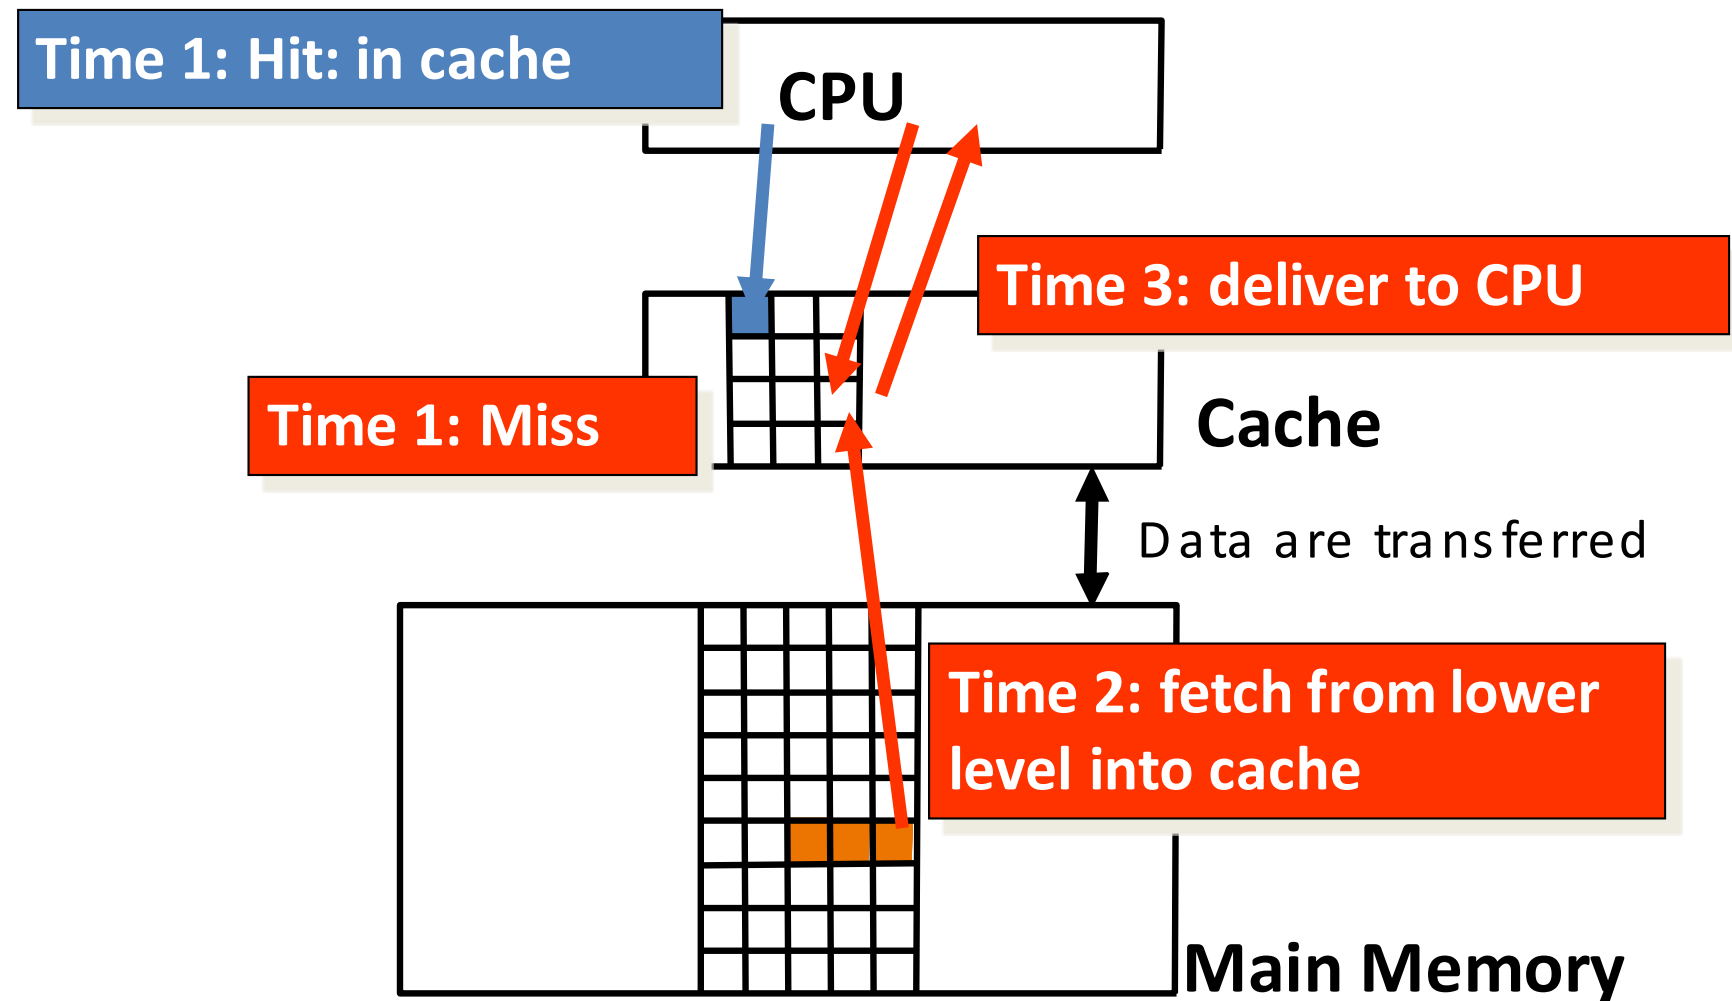 Time 1: Hit: in cache
CPU
Time 3: deliver to CPU
Time 1: Miss
Cache
Data are transferred
Time 2: fetch from lower
level into cache
Main Memory